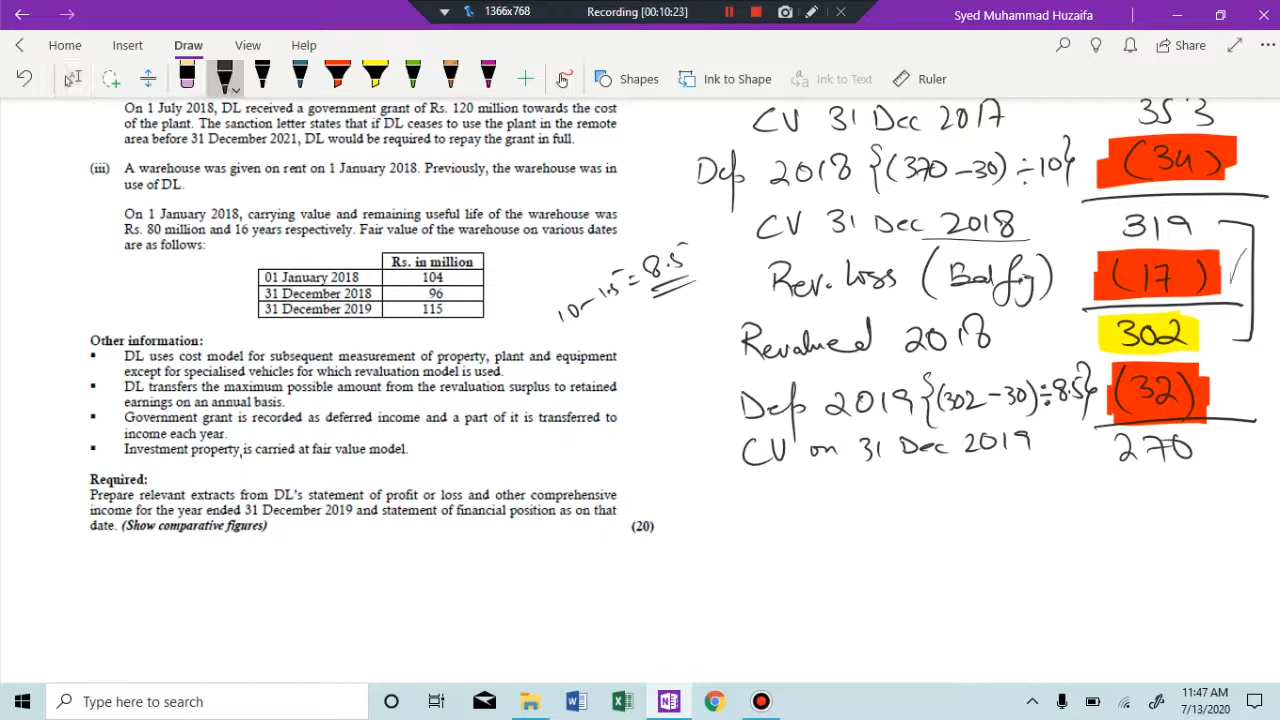 1366x768
Recording [00:10:23]
Syed Muhammad Huzaifa
Home Insert Draw View Help
Share
Shapes Ink to Shape Ink to Text Ruler
On 1 July 2018, DL received a government grant of Rs. 120 million towards the cost
of the plant. The sanction letter states that if DL ceases to use the plant in the remote
area before 31 December 2021, DL would be required to repay the grant in full.
(iii) A warehouse was given on rent on 1 January 2018. Previously, the warehouse was in
use of DL.
On 1 January 2018, carrying value and remaining useful life of the warehouse was
Rs. 80 million and 16 years respectively. Fair value of the warehouse on various dates
are as follows:
Rs. in million
01 January 2018 104
31 December 2018 96
31 December 2019 115
Other information:
▪ DL uses cost model for subsequent measurement of property, plant and equipment
except for specialised vehicles for which revaluation model is used.
▪ DL transfers the maximum possible amount from the revaluation surplus to retained
earnings on an annual basis.
▪ Government grant is recorded as deferred income and a part of it is transferred to
income each year.
▪ Investment property is carried at fair value model.
Required:
Prepare relevant extracts from DL's statement of profit or loss and other comprehensive
income for the year ended 31 December 2019 and statement of financial position as on that
date. (Show comparative figures) (20)
CV 31 Dec 2017 353
Dep 2018 {(370-30)÷10} (34)
CV 31 Dec 2018 319
10-1.5=8.5
Rev. Loss (Bal fig) (17)
Revalued 2018 302
Dep 2019 {(302-30)÷8.5} (32)
CV on 31 Dec 2019 270
Type here to search
11:47 AM
7/13/2020